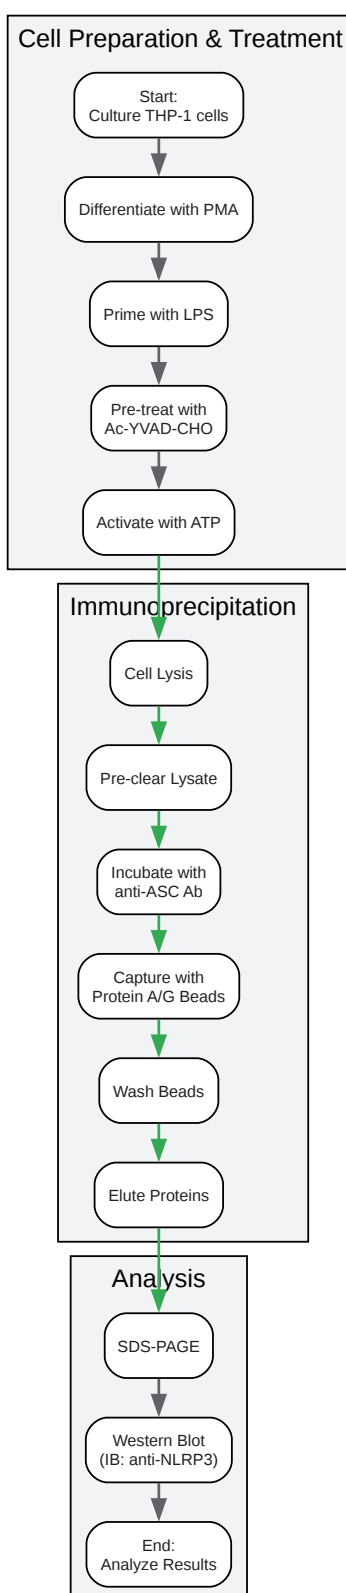 Cell Preparation & Treatment
Start:
Culture THP-1 cells
Differentiate with PMA
Prime with LPS
Pre-treat with
Ac-YVAD-CHO
Activate with ATP
Immunoprecipitation
Cell Lysis
Pre-clear Lysate
Incubate with
anti-ASC Ab
Capture with
Protein A/G Beads
Wash Beads
Elute Proteins
Analysis
SDS-PAGE
Western Blot
(IB: anti-NLRP3)
End:
Analyze Results